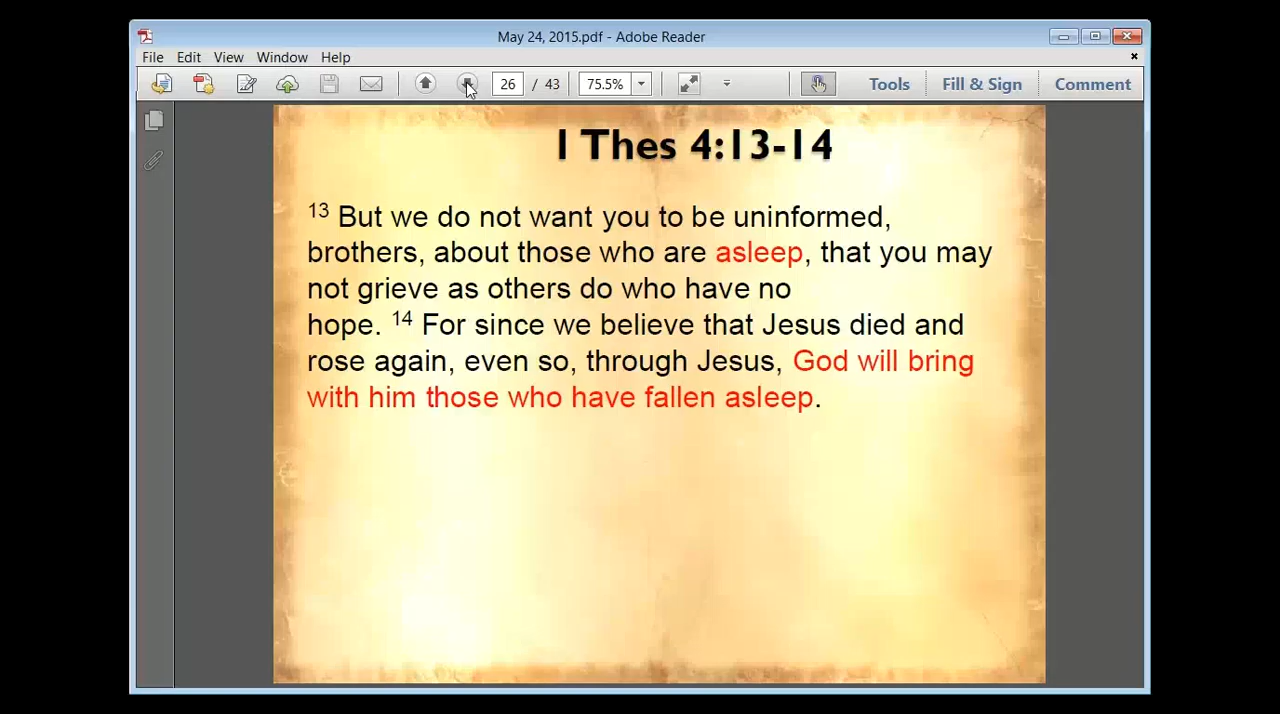 May 24, 2015.pdf - Adobe Reader
File Edit View Window Help
26 / 43 75.5% Tools Fill & Sign Comment
I Thes 4:13-14
13 But we do not want you to be uninformed,
brothers, about those who are asleep, that you may
not grieve as others do who have no
hope. 14 For since we believe that Jesus died and
rose again, even so, through Jesus, God will bring
with him those who have fallen asleep.